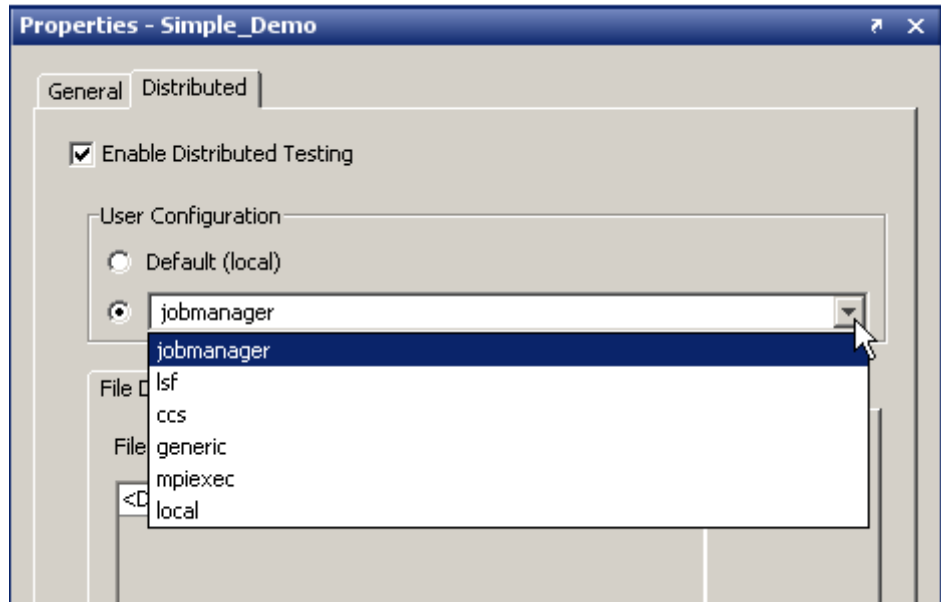 Properties - Simple_Demo
General Distributed
Enable Distributed Testing
User Configuration
Default (local)
jobmanager
jobmanager
lsf
ccs
generic
mpiexec
local
File D
File
<D